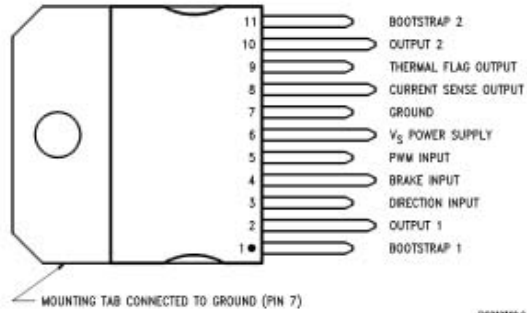 11 BOOTSTRAP 2
10 OUTPUT 2
9 THERMAL FLAG OUTPUT
8 CURRENT SENSE OUTPUT
7 GROUND
6 VS POWER SUPPLY
5 PWM INPUT
4 BRAKE INPUT
3 DIRECTION INPUT
2 OUTPUT 1
1 BOOTSTRAP 1
MOUNTING TAB CONNECTED TO GROUND (PIN 7)